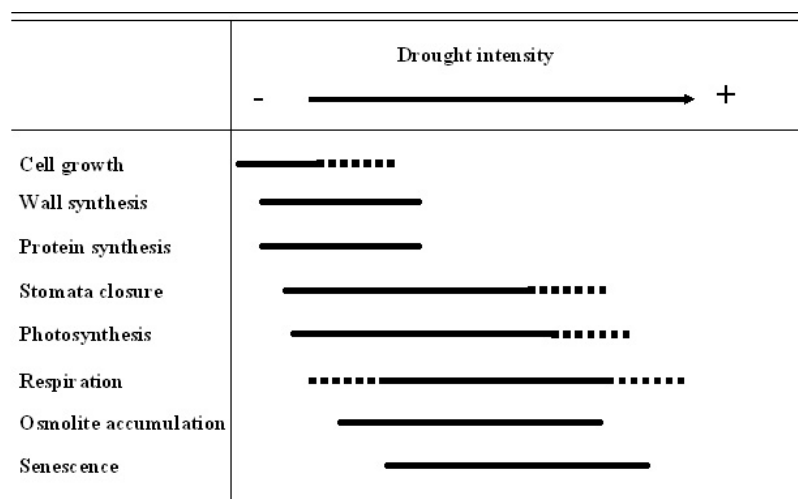 Drought intensity
- +
Cell growth
Wall synthesis
Protein synthesis
Stomata closure
Photosynthesis
Respiration
Osmolite accumulation
Senescence